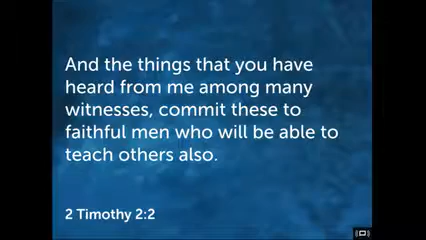 And the things that you have
heard from me among many
witnesses, commit these to
faithful men who will be able to
teach others also.
2 Timothy 2:2